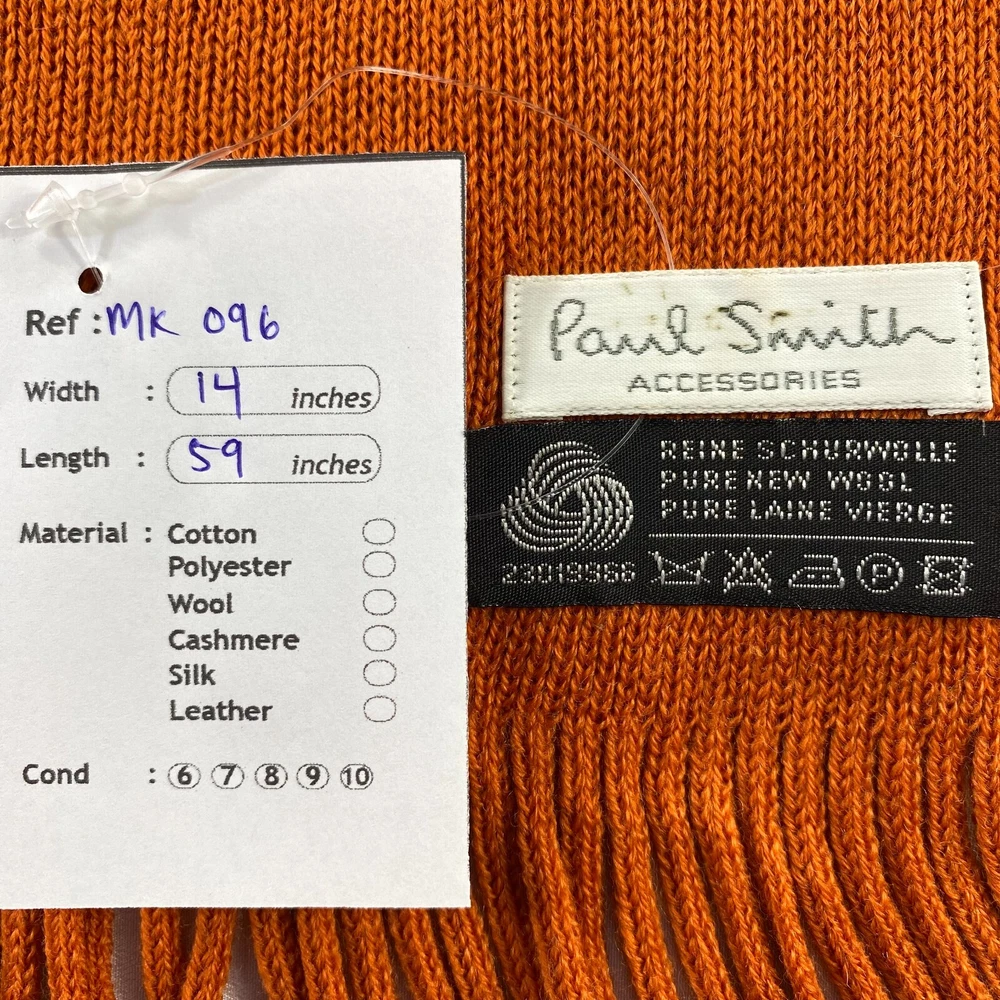 Ref : MK 096
Width : 14 inches
Length : 59 inches
Material : Cotton
Polyester
Wool
Cashmere
Silk
Leather
Cond : 6 7 8 9 10
Paul Smith
ACCESSORIES
REINE SCHURWOLLE
PURE NEW WOOL
PURE LAINE VIERGE
P